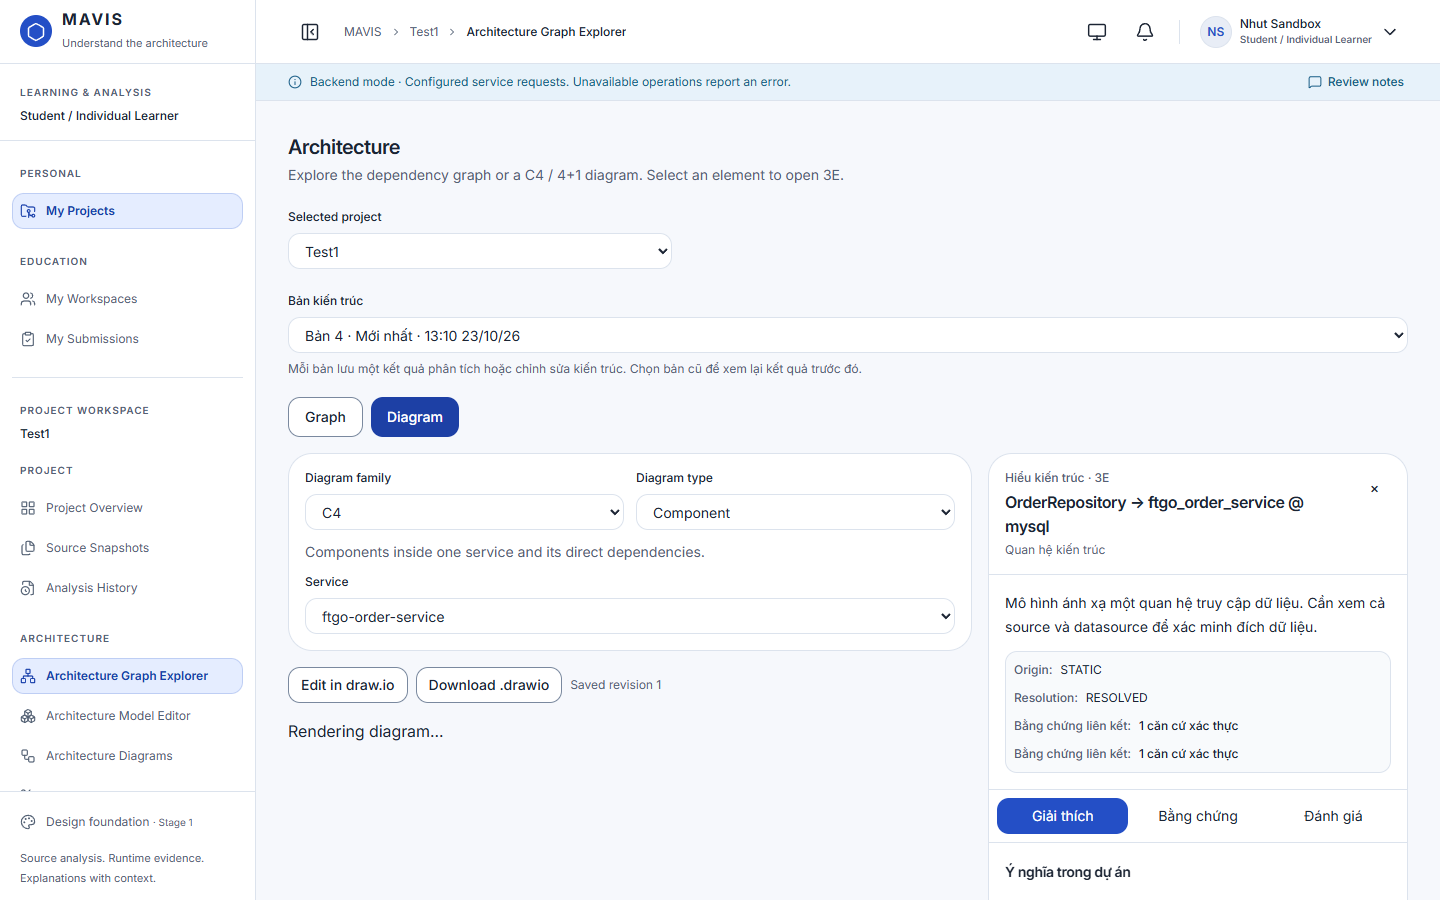 MAVIS
Understand the architecture
LEARNING & ANALYSIS
Student / Individual Learner
PERSONAL
My Projects
EDUCATION
My Workspaces
My Submissions
PROJECT WORKSPACE
Test1
PROJECT
Project Overview
Source Snapshots
Analysis History
ARCHITECTURE
Architecture Graph Explorer
Architecture Model Editor
Architecture Diagrams
Design foundation · Stage 1
Source analysis. Runtime evidence.
Explanations with context.
MAVIS > Test1 > Architecture Graph Explorer
NS
Nhut Sandbox
Student / Individual Learner
Backend mode · Configured service requests. Unavailable operations report an error.
Review notes
Architecture
Explore the dependency graph or a C4 / 4+1 diagram. Select an element to open 3E.
Selected project
Test1
Bản kiến trúc
Bản 4 · Mới nhất · 13:10 23/10/26
Mỗi bản lưu một kết quả phân tích hoặc chỉnh sửa kiến trúc. Chọn bản cũ để xem lại kết quả trước đó.
Graph
Diagram
Diagram family
Diagram type
C4
Component
Components inside one service and its direct dependencies.
Service
ftgo-order-service
Edit in draw.io
Download .drawio
Saved revision 1
Rendering diagram...
Hiểu kiến trúc · 3E
×
OrderRepository → ftgo_order_service @
mysql
Quan hệ kiến trúc
Mô hình ánh xạ một quan hệ truy cập dữ liệu. Cần xem cả
source và datasource để xác minh đích dữ liệu.
Origin: STATIC
Resolution: RESOLVED
Bằng chứng liên kết: 1 căn cứ xác thực
Bằng chứng liên kết: 1 căn cứ xác thực
Giải thích
Bằng chứng
Đánh giá
Ý nghĩa trong dự án